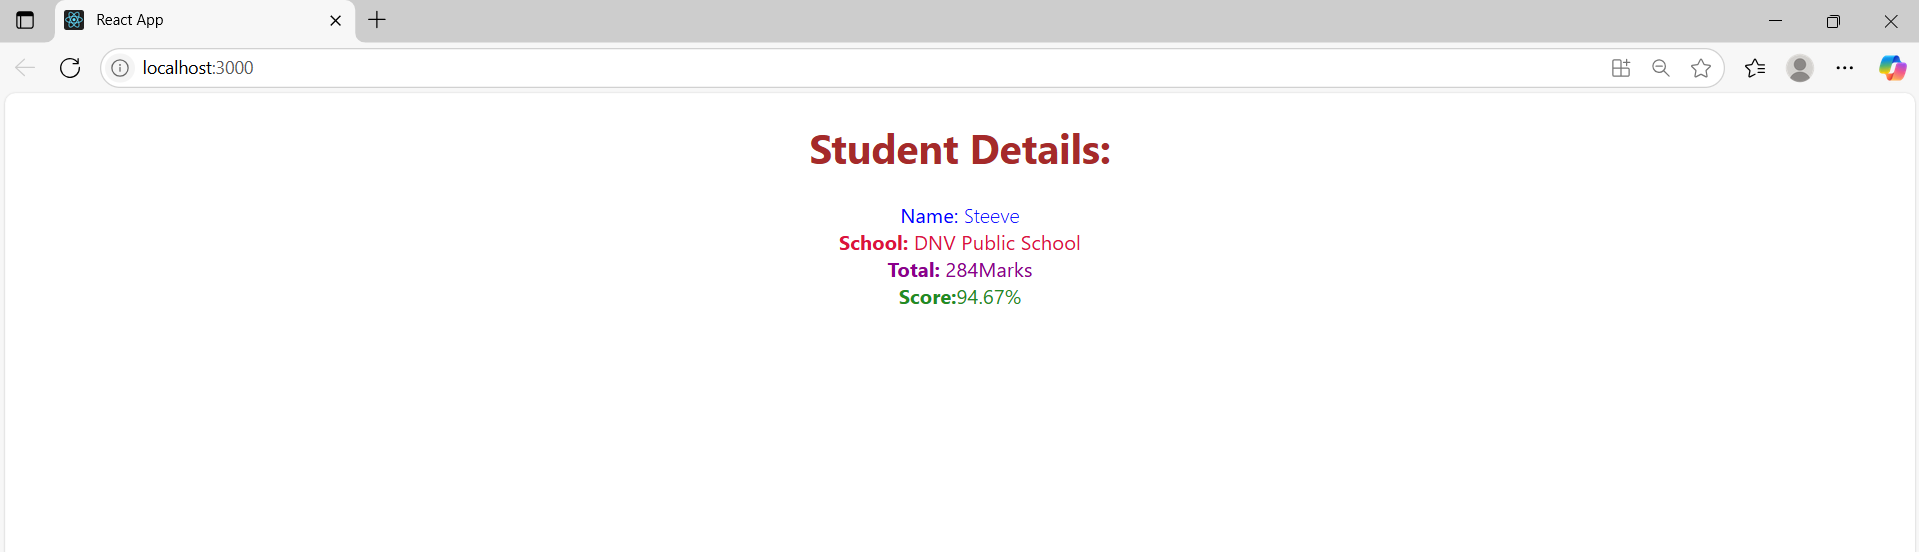 React App
localhost:3000
Student Details:
Name: Steeve
School: DNV Public School
Total: 284Marks
Score:94.67%